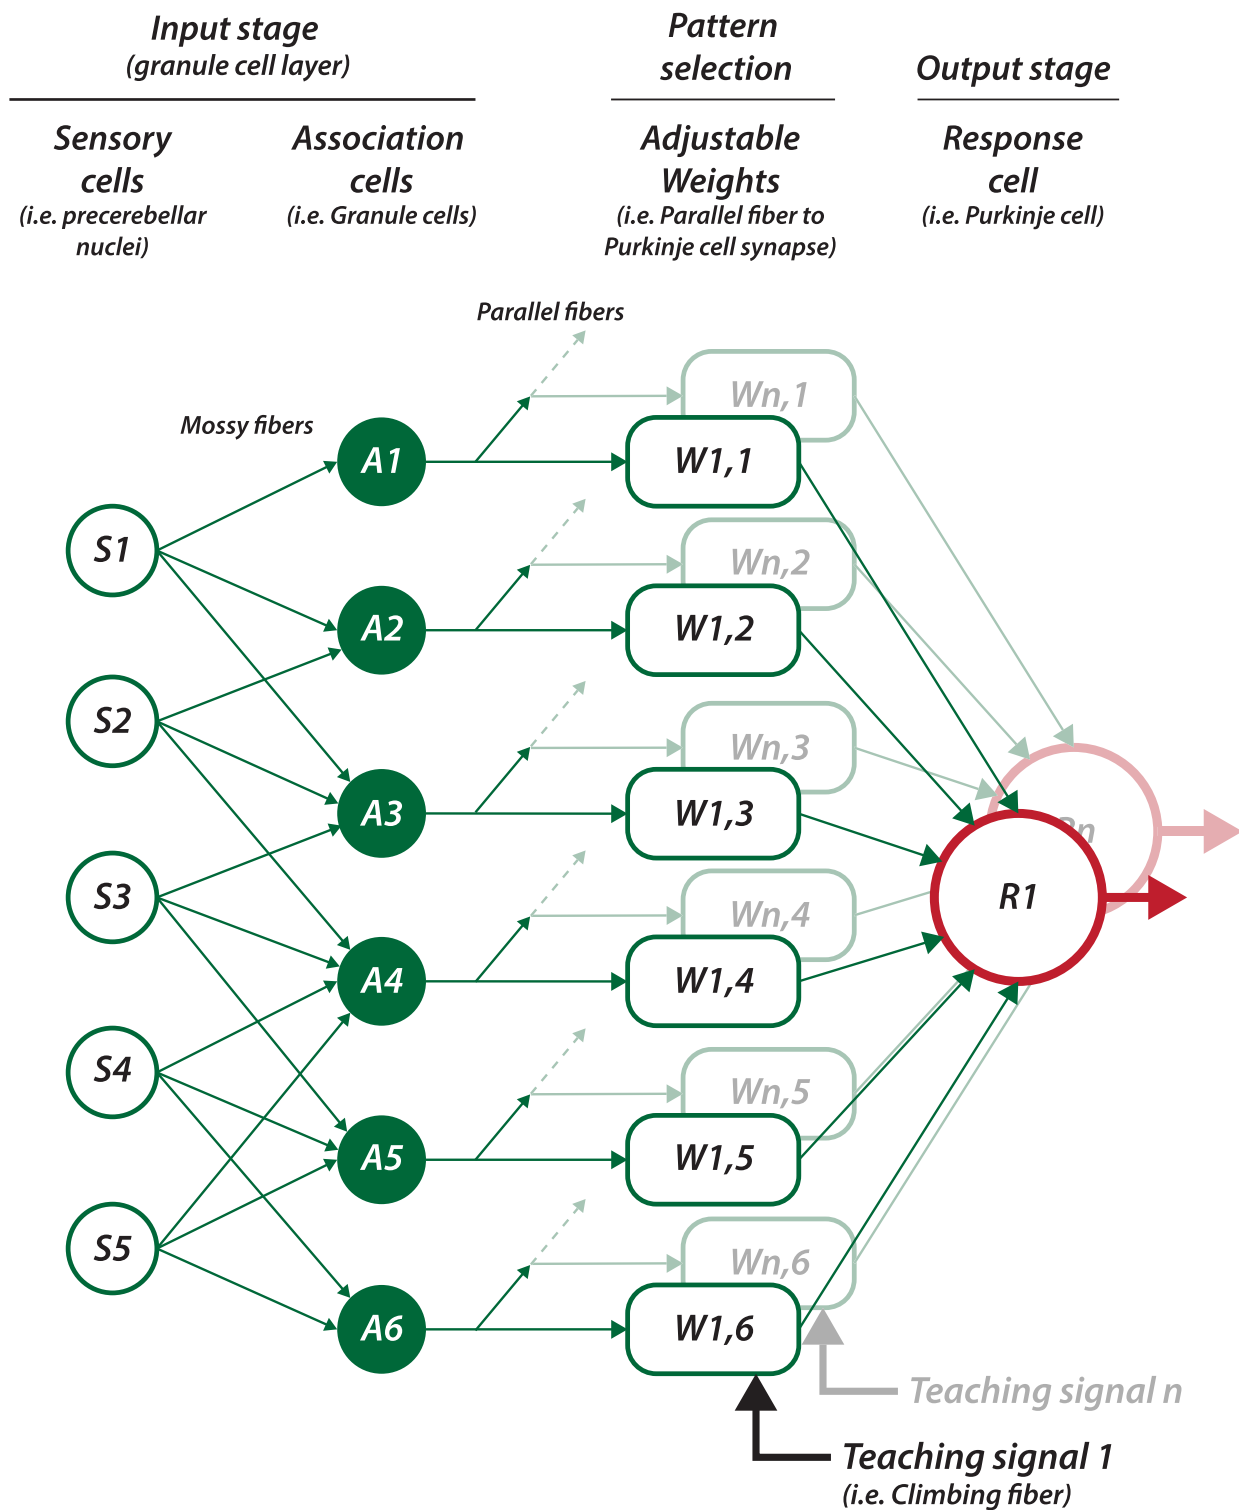 Input stage
(granule cell layer)
Pattern
selection
Output stage
Sensory
cells
(i.e. precerebellar
nuclei)
Association
cells
(i.e. Granule cells)
Adjustable
Weights
(i.e. Parallel fiber to
Purkinje cell synapse)
Response
cell
(i.e. Purkinje cell)
Parallel fibers
Mossy fibers
Wn,1
A1
W1,1
S1
Wn,2
A2
W1,2
S2
Wn,3
A3
W1,3
Rn
S3
R1
Wn,4
A4
W1,4
S4
Wn,5
A5
W1,5
S5
Wn,6
A6
W1,6
Teaching signal n
Teaching signal 1
(i.e. Climbing fiber)